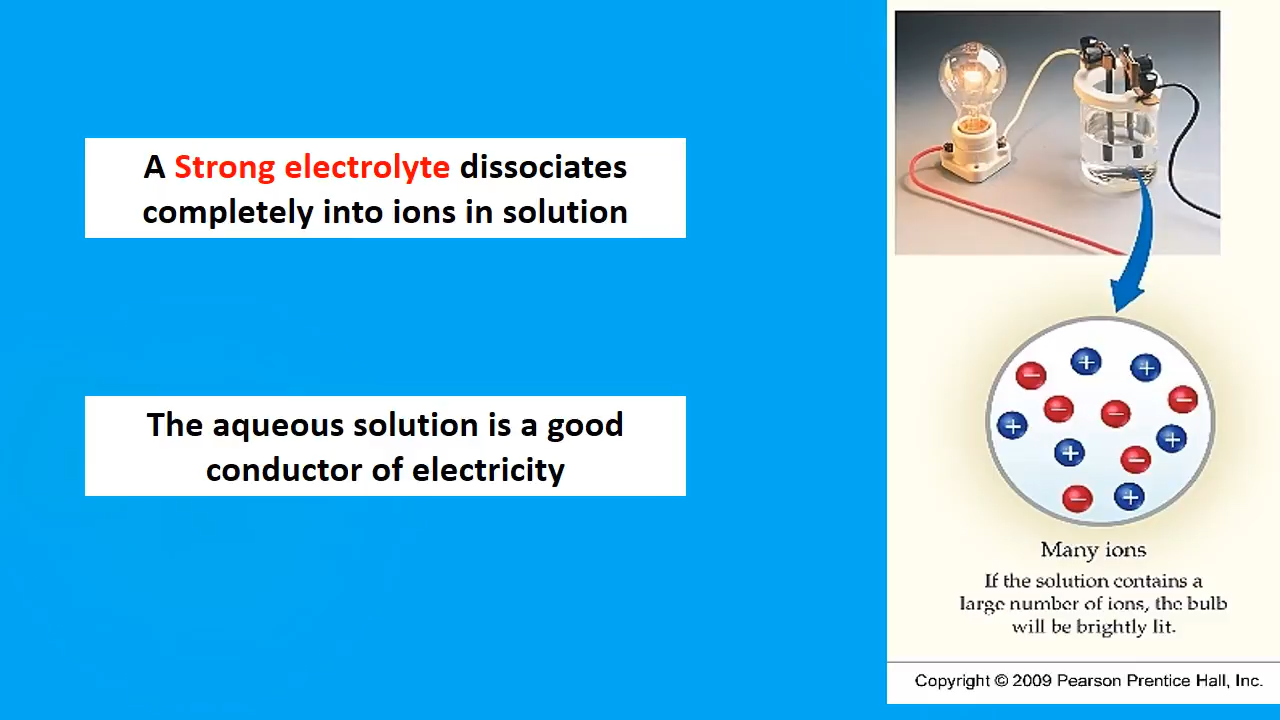 A Strong electrolyte dissociates
completely into ions in solution
The aqueous solution is a good
conductor of electricity
− + + − − − + + + − − +
Many ions
If the solution contains a
large number of ions, the bulb
will be brightly lit.
Copyright © 2009 Pearson Prentice Hall, Inc.